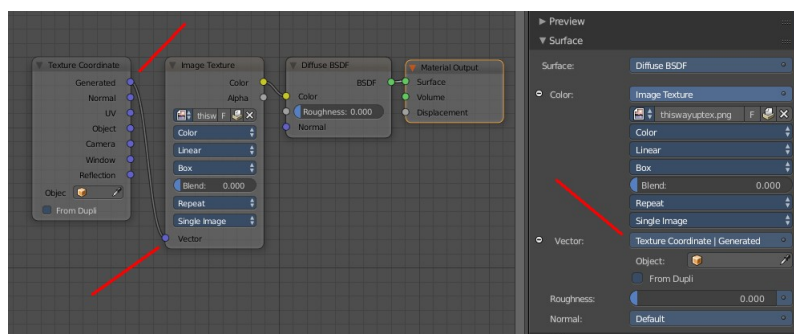 Texture Coordinate
Generated
Normal
UV
Object
Camera
Window
Reflection
Objec
From Dupli
Image Texture
Color
Alpha
thisw F
Color
Linear
Box
Blend: 0.000
Repeat
Single Image
Vector
Diffuse BSDF
BSDF
Color
Roughness: 0.000
Normal
Material Output
Surface
Volume
Displacement
Preview
Surface
Surface: Diffuse BSDF
Color: Image Texture
thiswayuptex.png F
Color
Linear
Box
Blend: 0.000
Repeat
Single Image
Vector: Texture Coordinate | Generated
Object:
From Dupli
Roughness: 0.000
Normal: Default